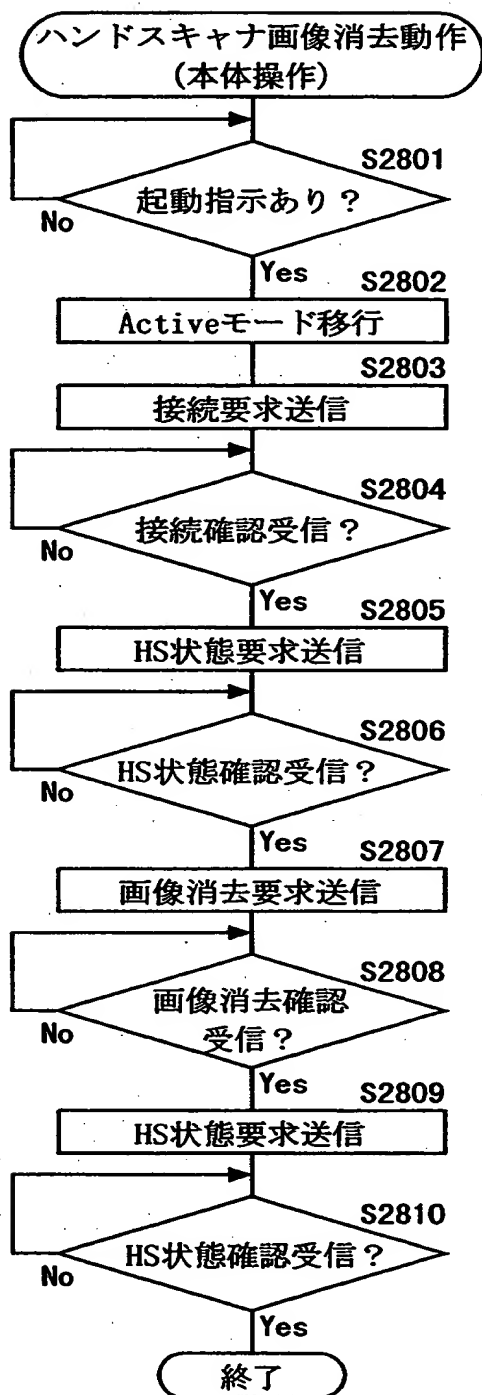 ハンドスキャナ画像消去動作
(本体操作)
S2801
起動指示あり？
No
Yes
S2802
Activeモード移行
S2803
接続要求送信
S2804
接続確認受信？
No
Yes
S2805
HS状態要求送信
S2806
HS状態確認受信？
No
Yes
S2807
画像消去要求送信
S2808
画像消去確認
受信？
No
Yes
S2809
HS状態要求送信
S2810
HS状態確認受信？
No
Yes
終了